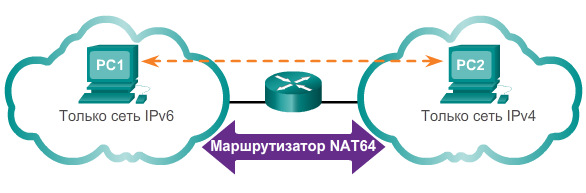 PC1
PC2
Только сеть IPv6
Только сеть IPv4
Маршрутизатор NAT64